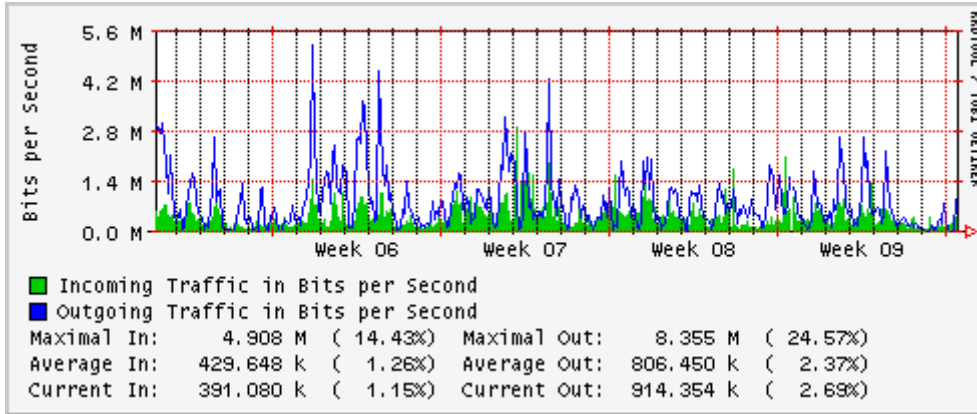 Bits per Second
5.6 M
4.2 M
2.8 M
1.4 M
0.0 M
Week 06 Week 07 Week 08 Week 09
Incoming Traffic in Bits per Second
Outgoing Traffic in Bits per Second
Maximal In: 4.908 M ( 14.43%) Maximal Out: 8.355 M ( 24.57%)
Average In: 429.648 k ( 1.26%) Average Out: 806.450 k ( 2.37%)
Current In: 391.080 k ( 1.15%) Current Out: 914.354 k ( 2.69%)